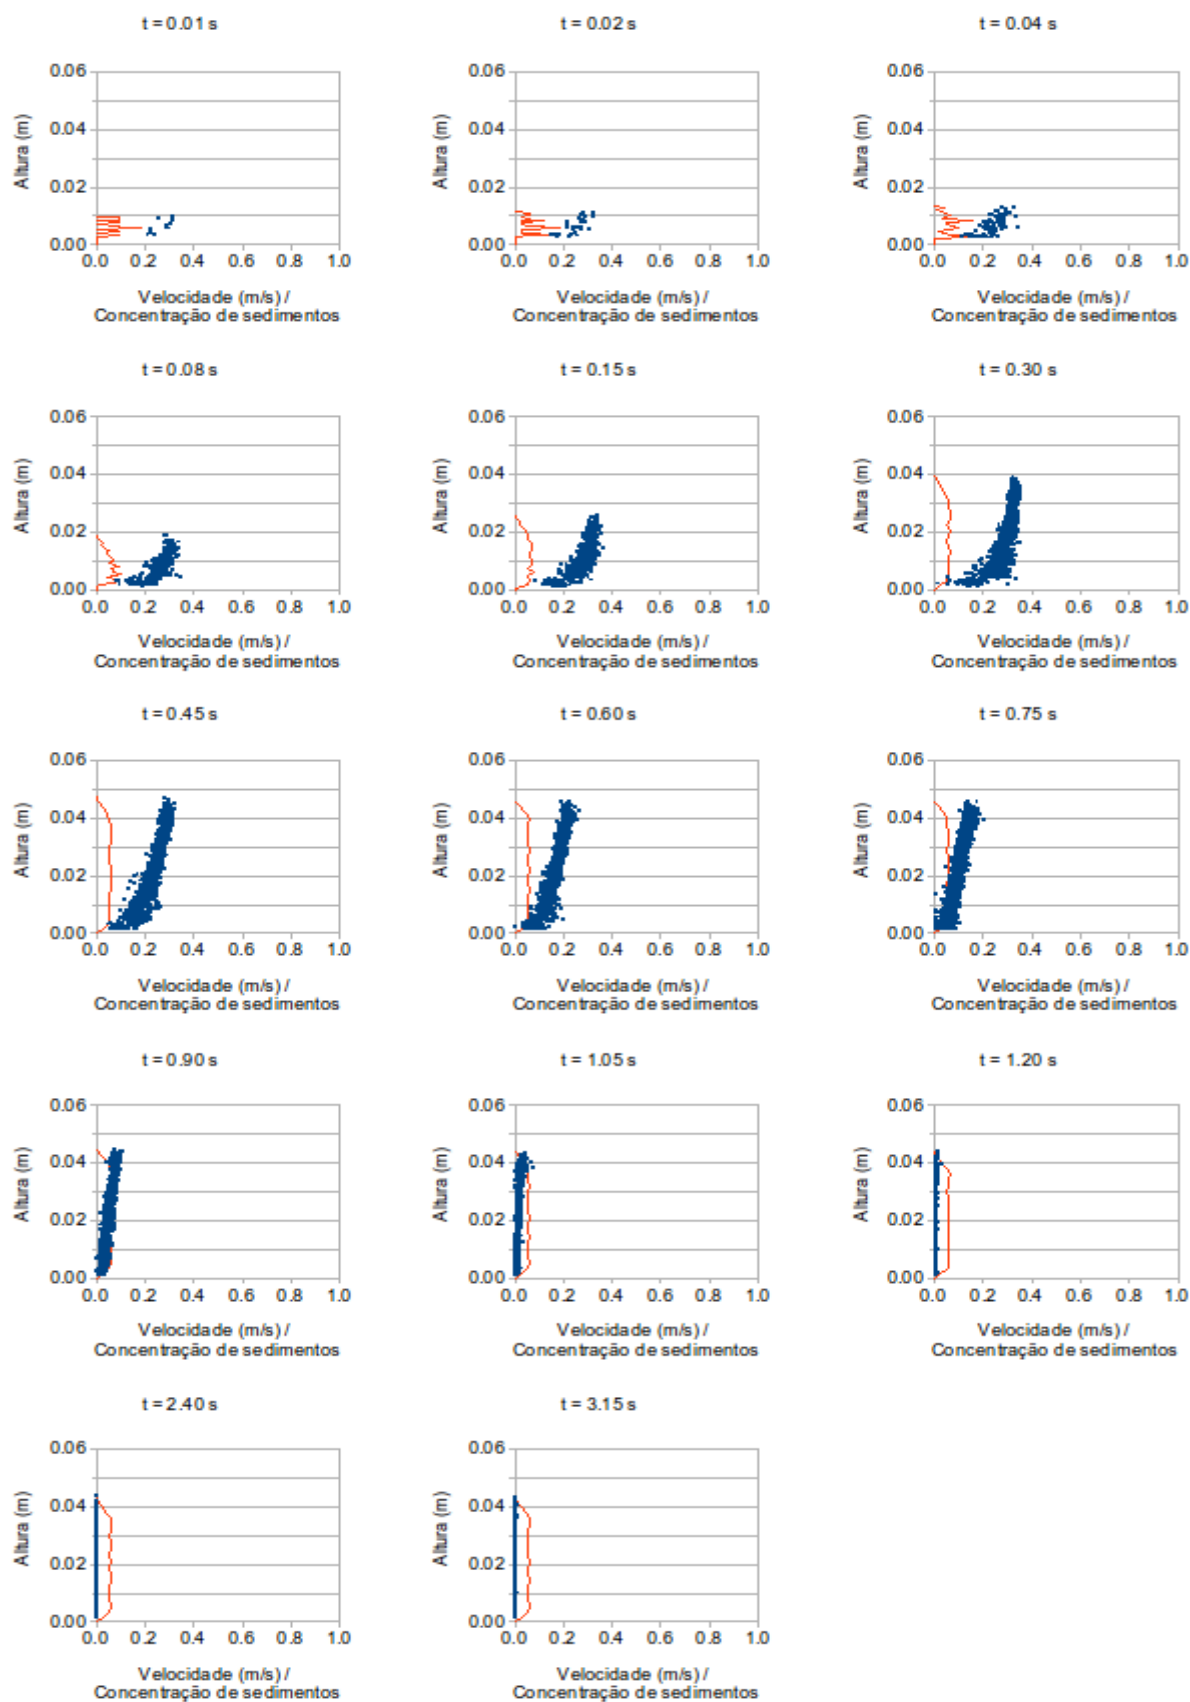 t = 0.01 s
0.06
0.04
0.02
0.00
Altura (m)
0.0 0.2 0.4 0.6 0.8 1.0
Velocidade (m/s) /
Concentração de sedimentos
t = 0.02 s
0.06
0.04
0.02
0.00
Altura (m)
0.0 0.2 0.4 0.6 0.8 1.0
Velocidade (m/s) /
Concentração de sedimentos
t = 0.04 s
0.06
0.04
0.02
0.00
Altura (m)
0.0 0.2 0.4 0.6 0.8 1.0
Velocidade (m/s) /
Concentração de sedimentos
t = 0.08 s
0.06
0.04
0.02
0.00
Altura (m)
0.0 0.2 0.4 0.6 0.8 1.0
Velocidade (m/s) /
Concentração de sedimentos
t = 0.15 s
0.06
0.04
0.02
0.00
Altura (m)
0.0 0.2 0.4 0.6 0.8 1.0
Velocidade (m/s) /
Concentração de sedimentos
t = 0.30 s
0.06
0.04
0.02
0.00
Altura (m)
0.0 0.2 0.4 0.6 0.8 1.0
Velocidade (m/s) /
Concentração de sedimentos
t = 0.45 s
0.06
0.04
0.02
0.00
Altura (m)
0.0 0.2 0.4 0.6 0.8 1.0
Velocidade (m/s) /
Concentração de sedimentos
t = 0.60 s
0.06
0.04
0.02
0.00
Altura (m)
0.0 0.2 0.4 0.6 0.8 1.0
Velocidade (m/s) /
Concentração de sedimentos
t = 0.75 s
0.06
0.04
0.02
0.00
Altura (m)
0.0 0.2 0.4 0.6 0.8 1.0
Velocidade (m/s) /
Concentração de sedimentos
t = 0.90 s
0.06
0.04
0.02
0.00
Altura (m)
0.0 0.2 0.4 0.6 0.8 1.0
Velocidade (m/s) /
Concentração de sedimentos
t = 1.05 s
0.06
0.04
0.02
0.00
Altura (m)
0.0 0.2 0.4 0.6 0.8 1.0
Velocidade (m/s) /
Concentração de sedimentos
t = 1.20 s
0.06
0.04
0.02
0.00
Altura (m)
0.0 0.2 0.4 0.6 0.8 1.0
Velocidade (m/s) /
Concentração de sedimentos
t = 2.40 s
0.06
0.04
0.02
0.00
Altura (m)
0.0 0.2 0.4 0.6 0.8 1.0
Velocidade (m/s) /
Concentração de sedimentos
t = 3.15 s
0.06
0.04
0.02
0.00
Altura (m)
0.0 0.2 0.4 0.6 0.8 1.0
Velocidade (m/s) /
Concentração de sedimentos